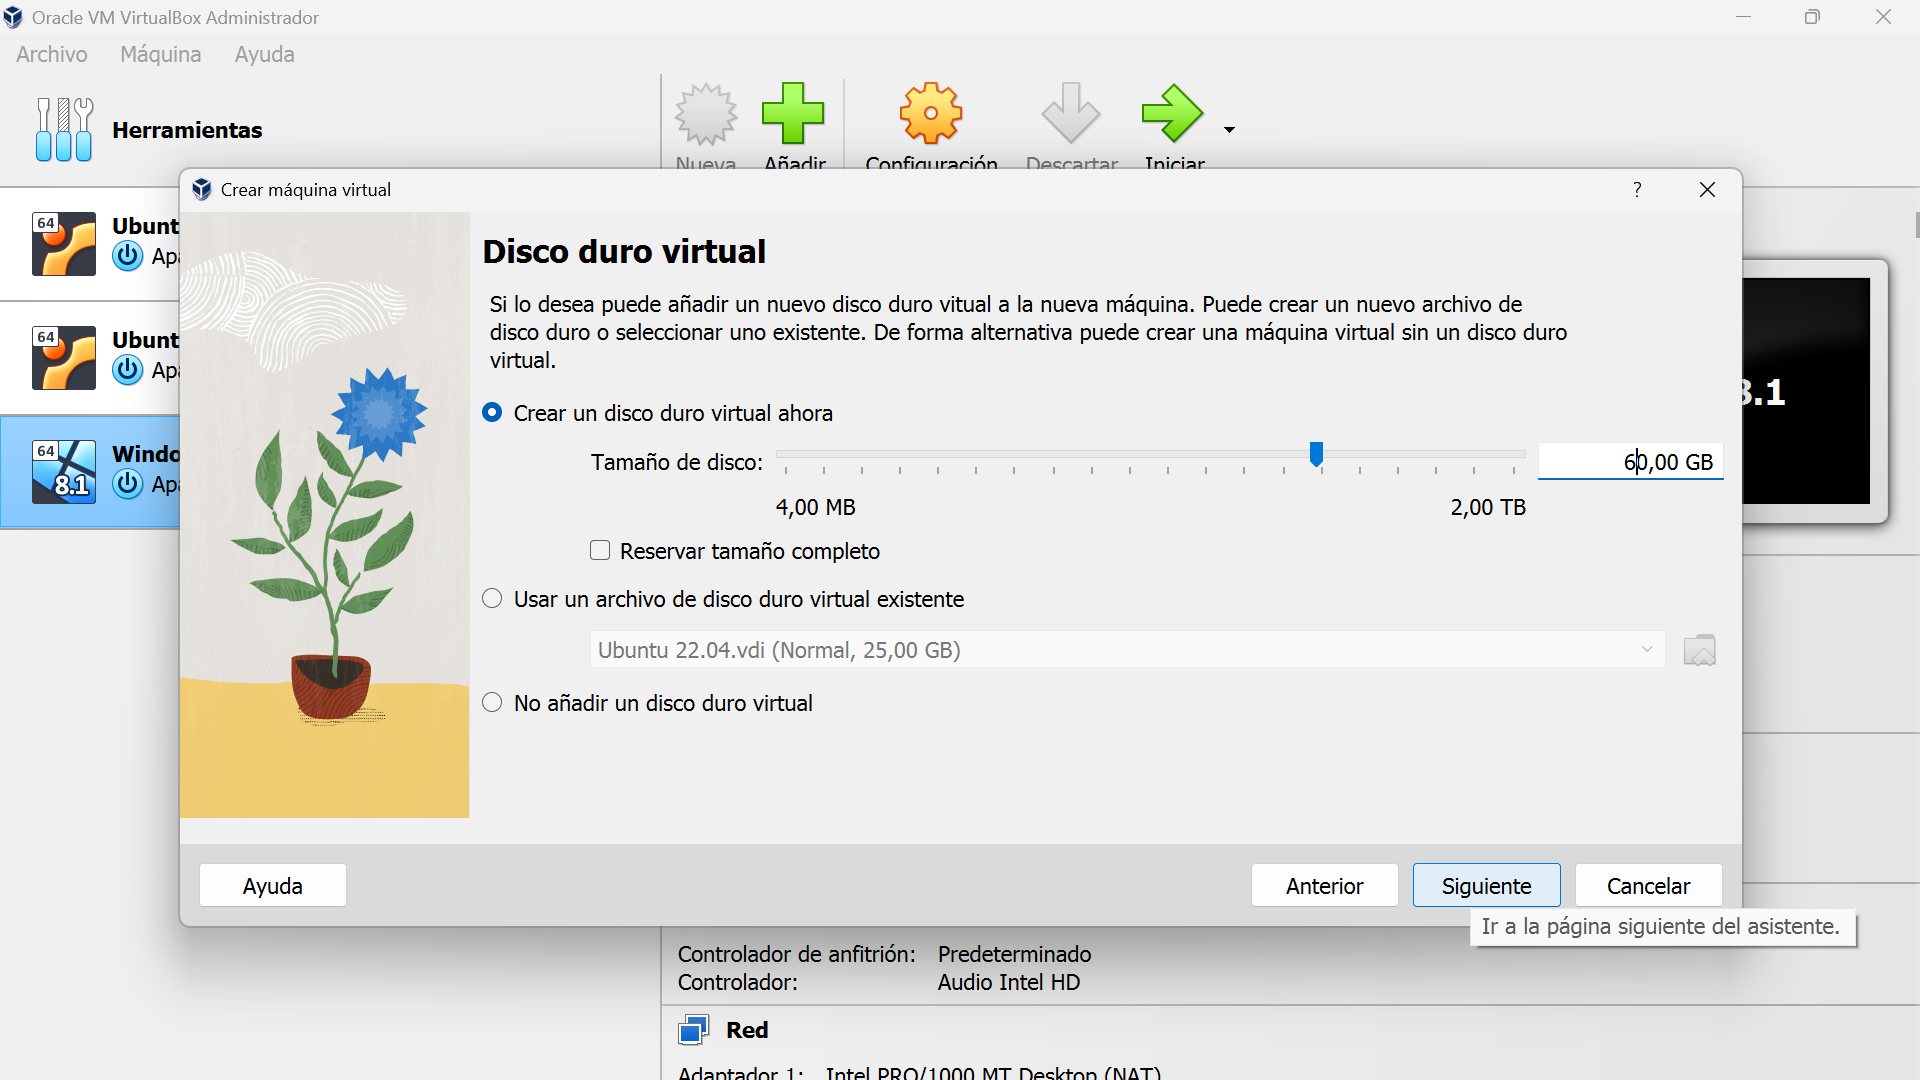 Oracle VM VirtualBox Administrador
Archivo Máquina Ayuda
Herramientas
Nueva Añadir Configuración Descartar Iniciar
Crear máquina virtual
?
64
64
64
8.1
8.1
Disco duro virtual
Si lo desea puede añadir un nuevo disco duro vitual a la nueva máquina. Puede crear un nuevo archivo de
disco duro o seleccionar uno existente. De forma alternativa puede crear una máquina virtual sin un disco duro
virtual.
Crear un disco duro virtual ahora
Tamaño de disco:
60,00 GB
4,00 MB
2,00 TB
Reservar tamaño completo
Usar un archivo de disco duro virtual existente
Ubuntu 22.04.vdi (Normal, 25,00 GB)
No añadir un disco duro virtual
Ayuda
Anterior
Siguiente
Cancelar
Ir a la página siguiente del asistente.
Controlador de anfitrión: Predeterminado
Controlador: Audio Intel HD
Red
Adaptador 1: Intel PRO/1000 MT Desktop (NAT)